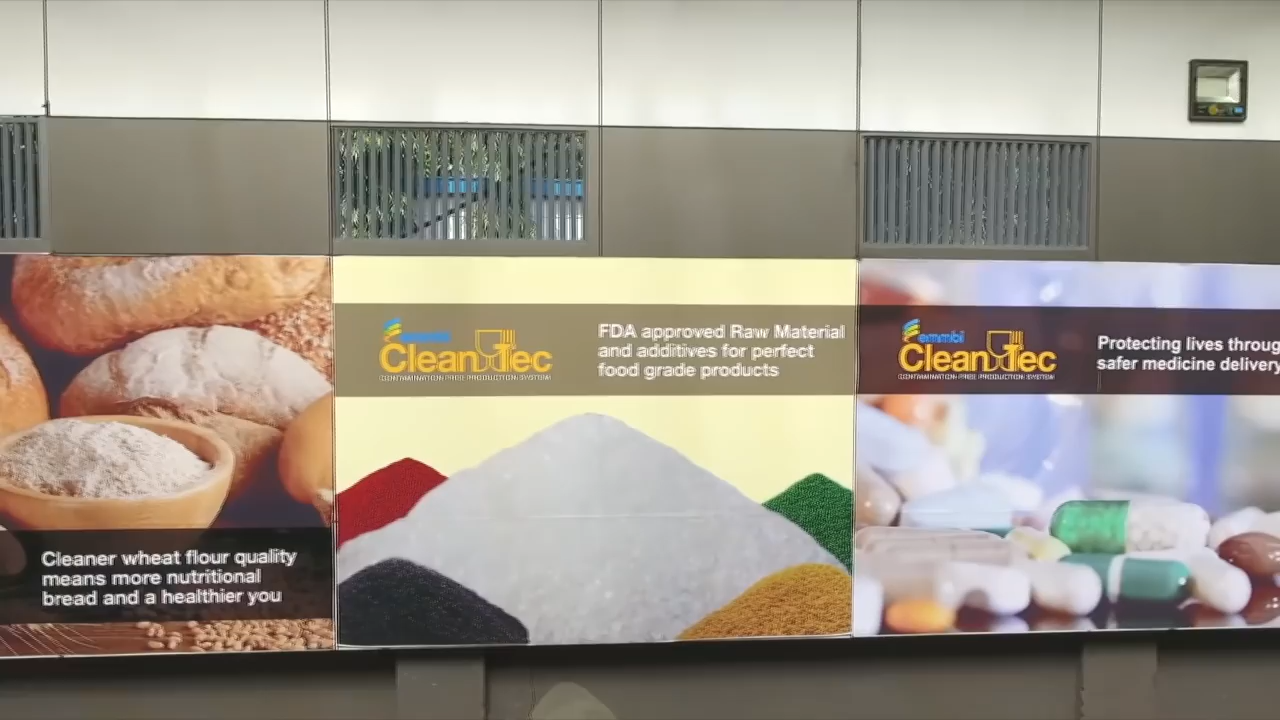 Cleaner wheat flour quality
means more nutritional
bread and a healthier you
emmbi
CleanTec
CONTAMINATION FREE PRODUCTION SYSTEM
FDA approved Raw Material
and additives for perfect
food grade products
emmbi
CleanTec
CONTAMINATION FREE PRODUCTION SYSTEM
Protecting lives throug
safer medicine delivery